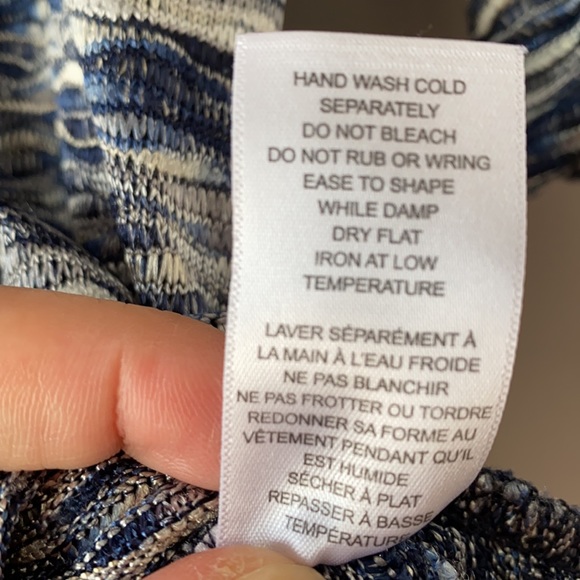 HAND WASH COLD
SEPARATELY
DO NOT BLEACH
DO NOT RUB OR WRING
EASE TO SHAPE
WHILE DAMP
DRY FLAT
IRON AT LOW
TEMPERATURE
LAVER SÉPARÉMENT À
LA MAIN À L'EAU FROIDE
NE PAS BLANCHIR
NE PAS FROTTER OU TORDRE
REDONNER SA FORME AU
VÊTEMENT PENDANT QU'IL
EST HUMIDE
SÉCHER À PLAT
REPASSER À BASSE
TEMPÉRATURE